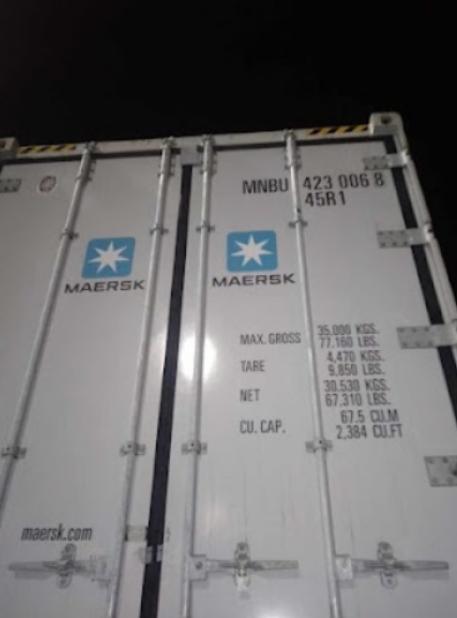 MNBU 423 006 8
45R1
MAERSK MAERSK
MAX. GROSS 35.000 KGS.
77.160 LBS.
TARE 4,470 KGS.
9,850 LBS.
NET 30.530 KGS.
67,310 LBS.
CU. CAP. 67.5 CU.M
2,384 CU.FT
maersk.com